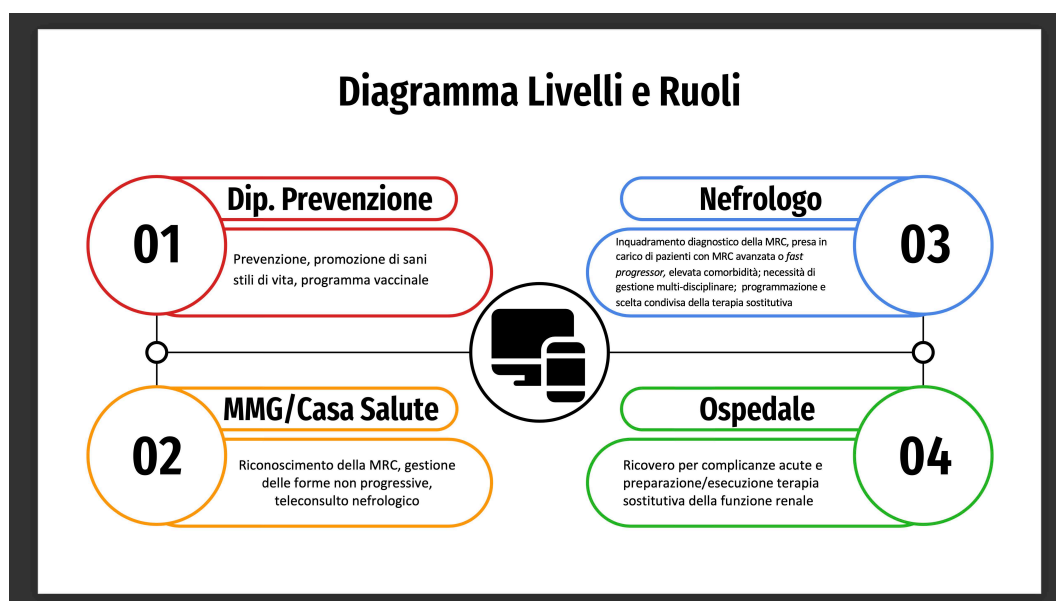 Diagramma Livelli e Ruoli
01
Dip. Prevenzione
Prevenzione, promozione di sani
stili di vita, programma vaccinale
02
MMG/Casa Salute
Riconoscimento della MRC, gestione
delle forme non progressive,
teleconsulto nefrologico
Nefrologo
03
Inquadramento diagnostico della MRC, presa in
carico di pazienti con MRC avanzata o fast
progressor, elevata comorbidità; necessità di
gestione multi-disciplinare; programmazione e
scelta condivisa della terapia sostitutiva
Ospedale
04
Ricovero per complicanze acute e
preparazione/esecuzione terapia
sostitutiva della funzione renale